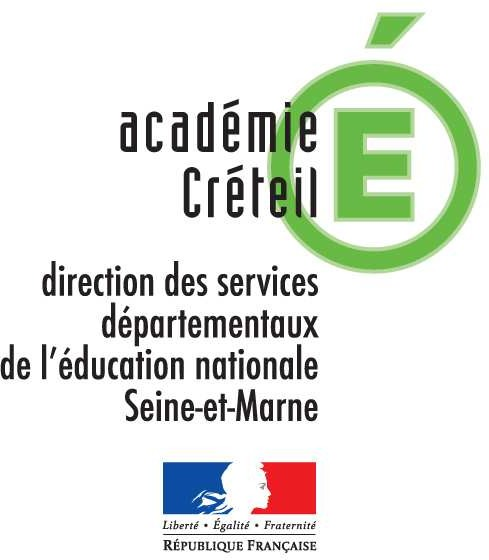 académie
Créteil
É
direction des services
départementaux
de l'éducation nationale
Seine-et-Marne
Liberté • Égalité • Fraternité
RÉPUBLIQUE FRANÇAISE